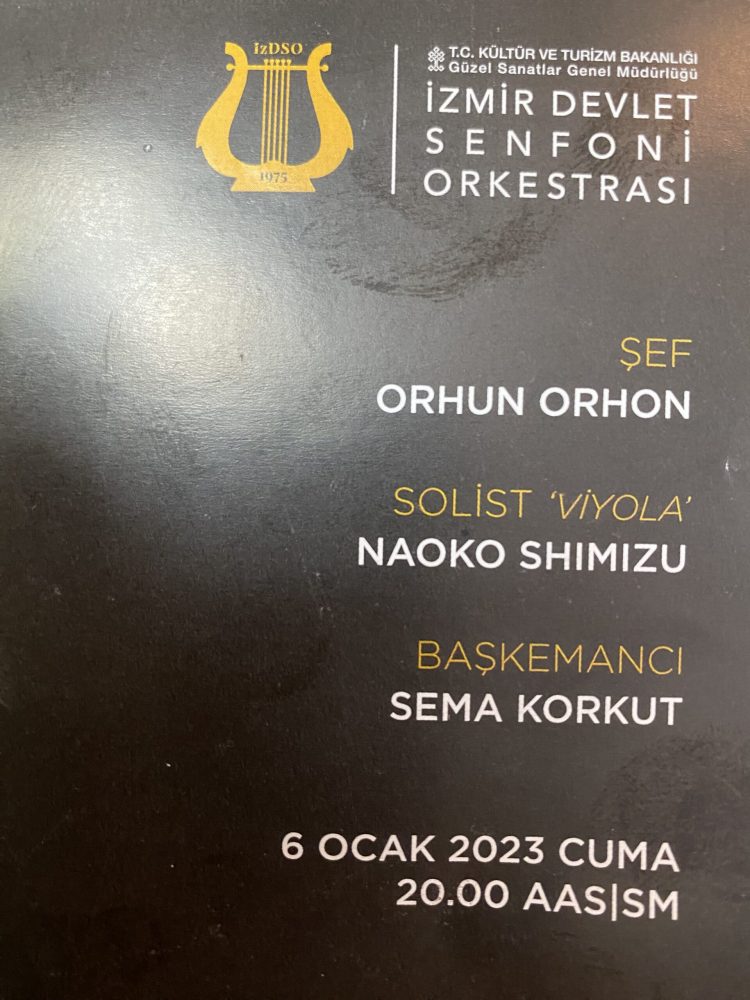 İzDSO
1975
T.C. KÜLTÜR VE TURİZM BAKANLIĞI
Güzel Sanatlar Genel Müdürlüğü
İZMİR DEVLET
SENFONİ
ORKESTRASI
ŞEF
ORHUN ORHON
SOLİST 'VİYOLA'
NAOKO SHIMIZU
BAŞKEMANCI
SEMA KORKUT
6 OCAK 2023 CUMA
20.00 AAS|SM